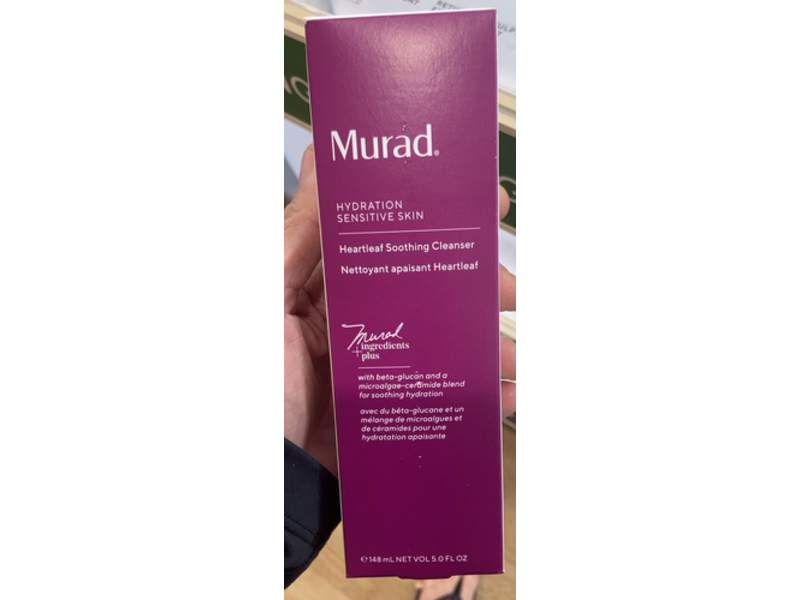 Murad®
HYDRATION
SENSITIVE SKIN
Heartleaf Soothing Cleanser
Nettoyant apaisant Heartleaf
Murad
+ingredients
plus
with beta-glucan and a
microalgae-ceramide blend
for soothing hydration
avec du bêta-glucane et un
mélange de microalgues et
de céramides pour une
hydratation apaisante
℮148 mL NET VOL 5.0 FL OZ